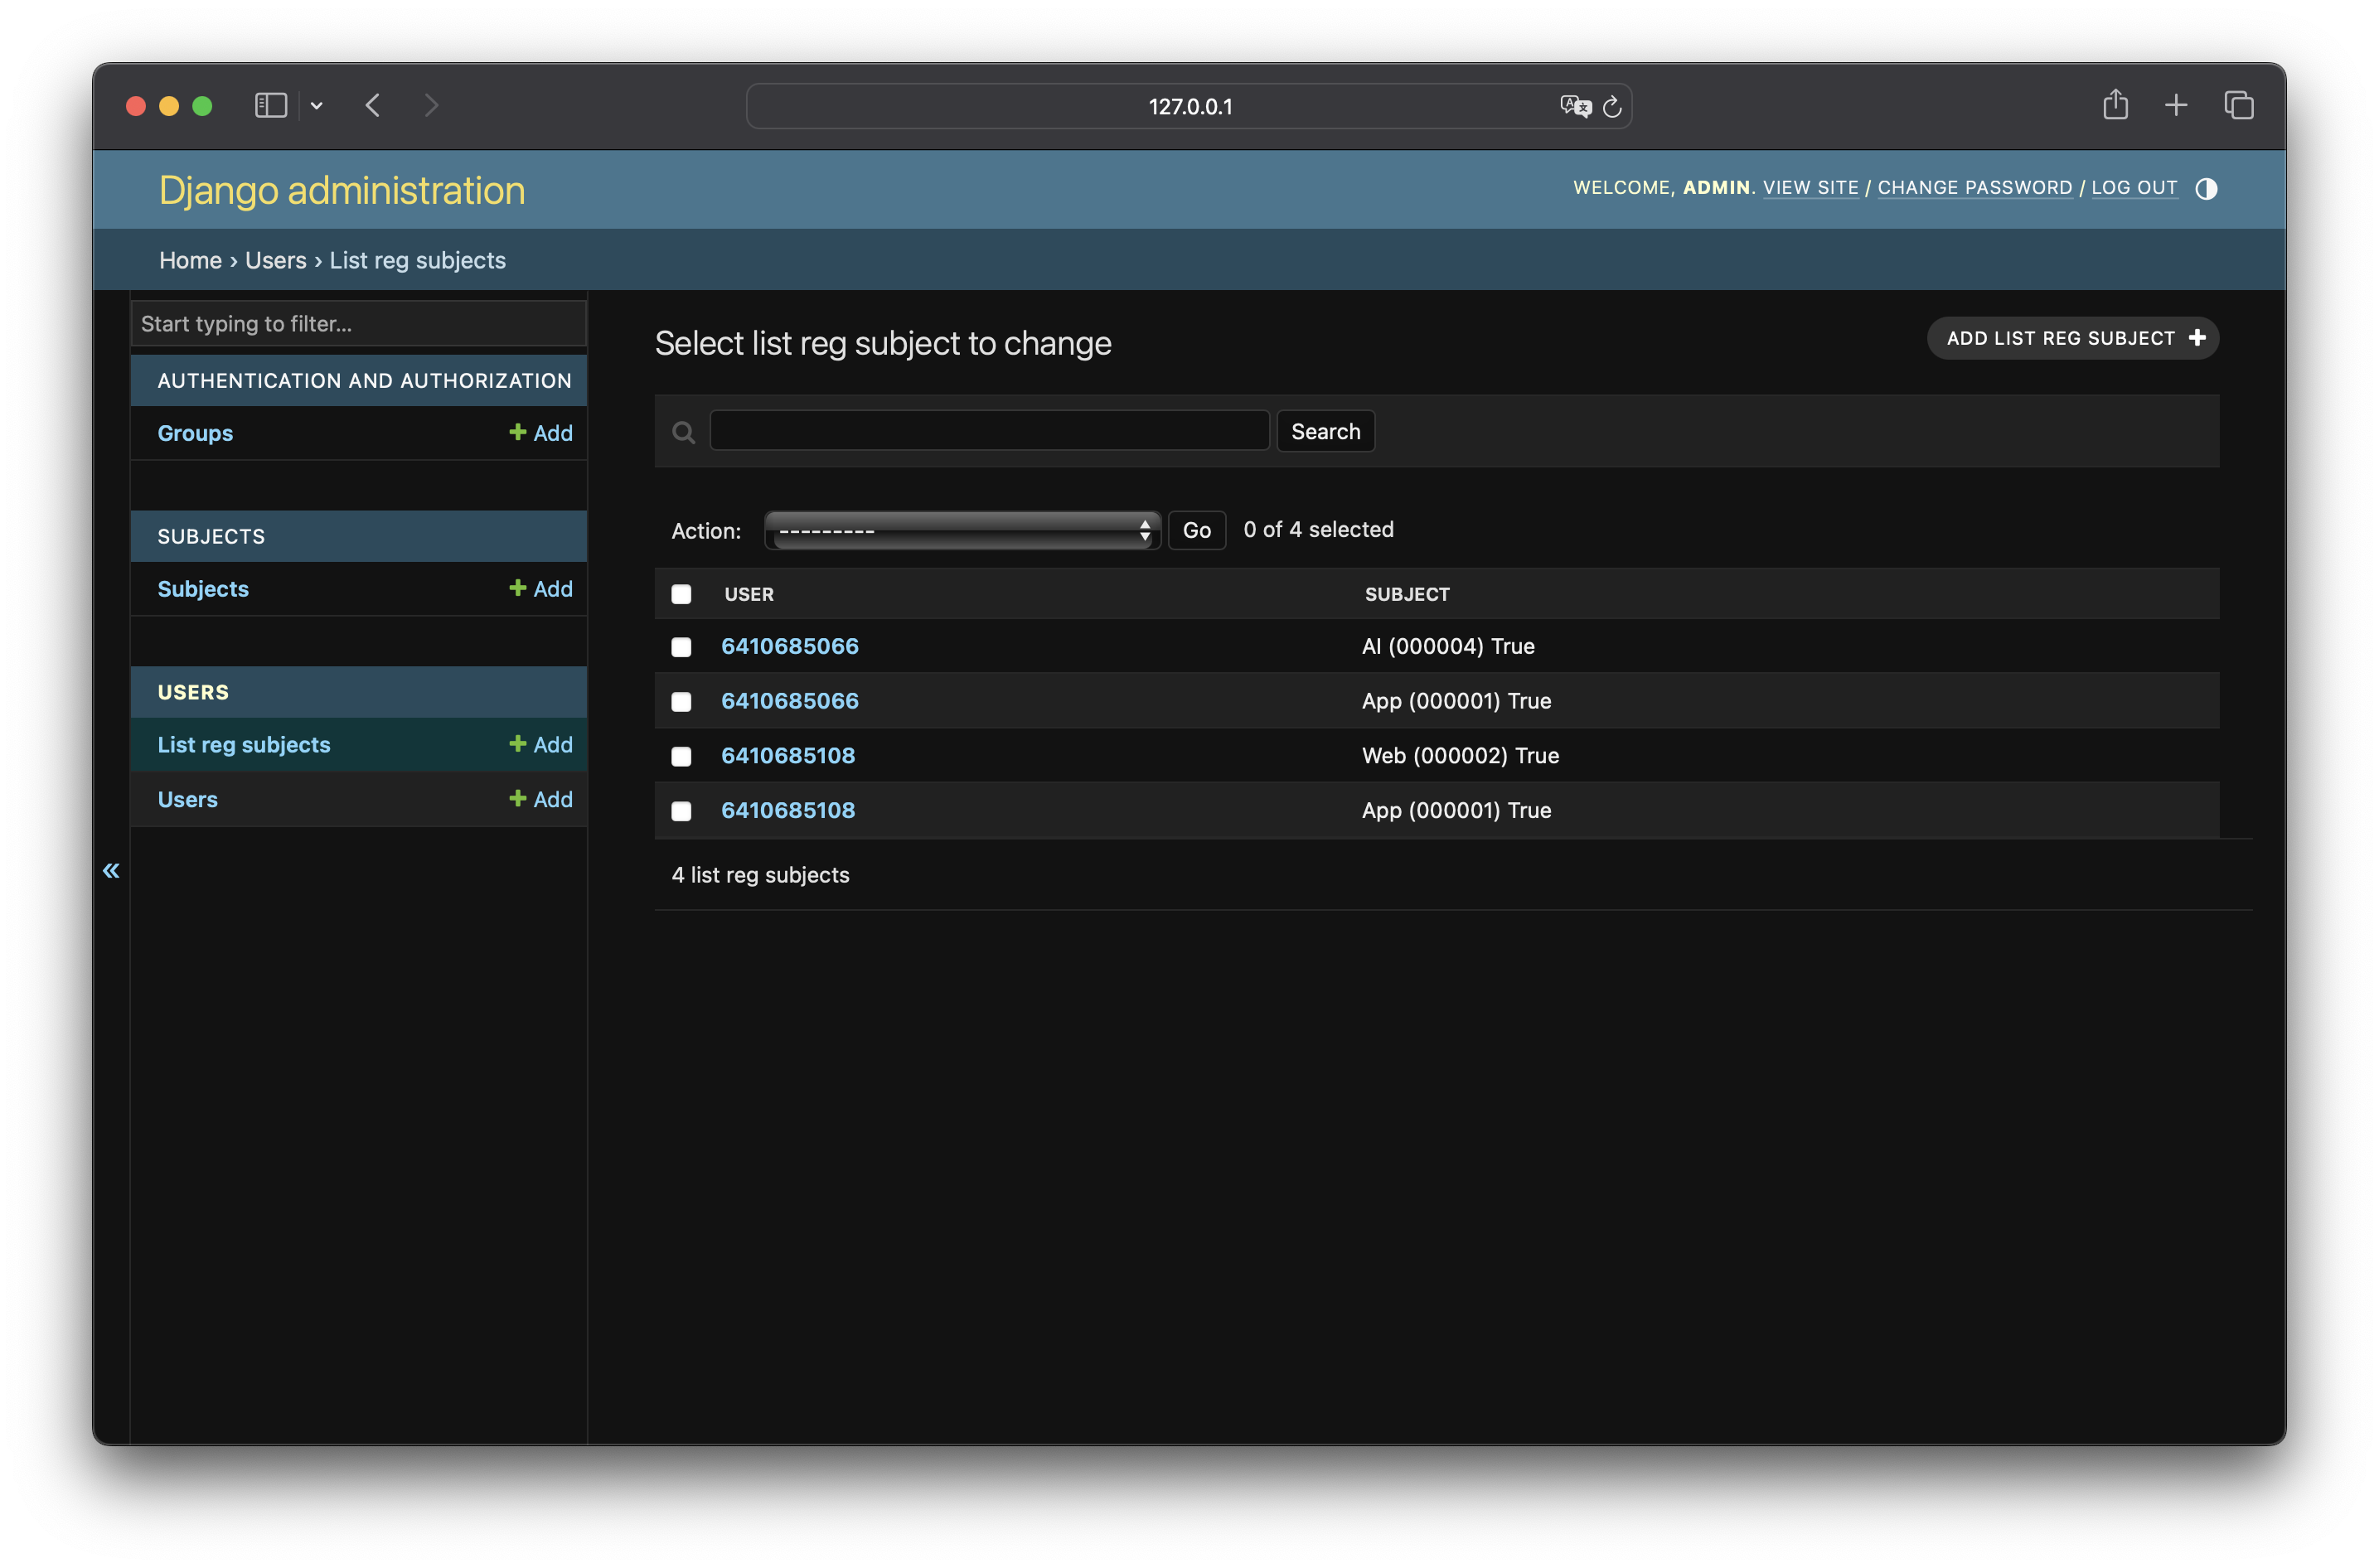 127.0.0.1
Django administration
WELCOME, ADMIN. VIEW SITE / CHANGE PASSWORD / LOG OUT
Home › Users › List reg subjects
Start typing to filter...
AUTHENTICATION AND AUTHORIZATION
Groups + Add
SUBJECTS
Subjects + Add
USERS
List reg subjects + Add
Users + Add
«
Select list reg subject to change
ADD LIST REG SUBJECT +
Search
Action: --------- Go 0 of 4 selected
USER SUBJECT
6410685066 AI (000004) True
6410685066 App (000001) True
6410685108 Web (000002) True
6410685108 App (000001) True
4 list reg subjects